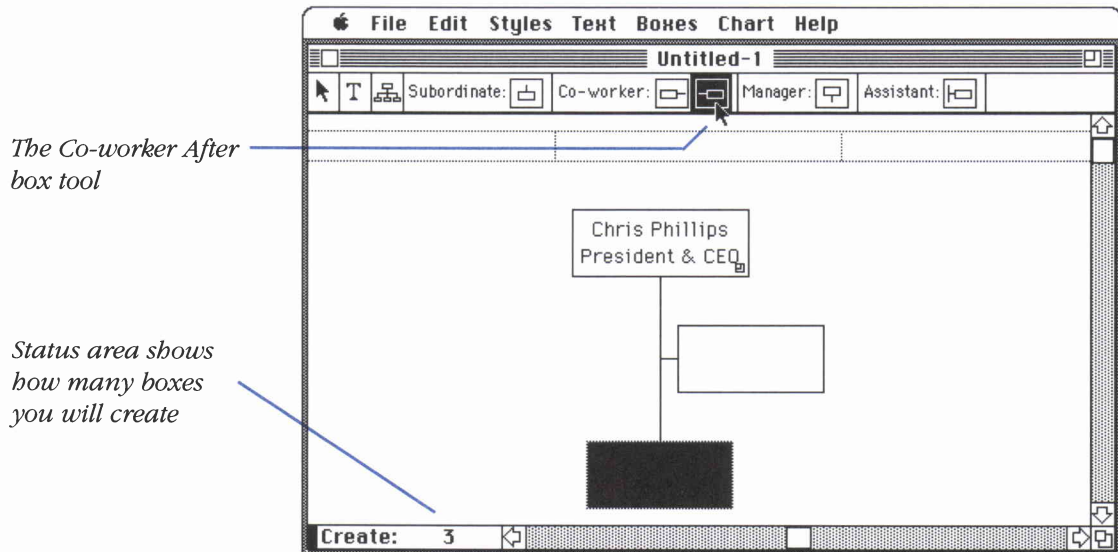 File Edit Styles Text Boxes Chart Help
Untitled-1
T Subordinate: Co-worker: Manager: Assistant:
The Co-worker After
box tool
Chris Phillips
President & CEO
Status area shows
how many boxes
you will create
Create: 3